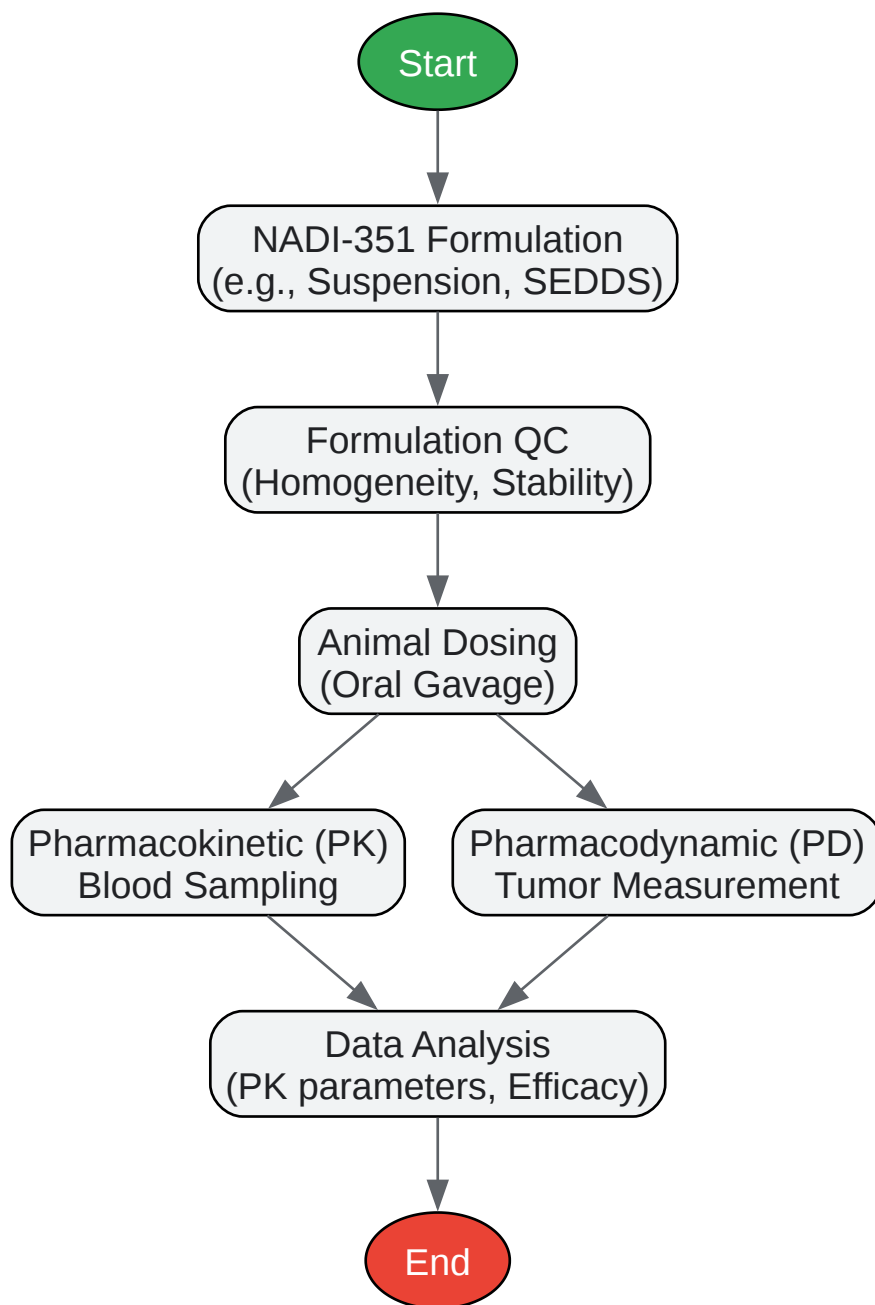 Start
NADI-351 Formulation
(e.g., Suspension, SEDDS)
Formulation QC
(Homogeneity, Stability)
Animal Dosing
(Oral Gavage)
Pharmacokinetic (PK)
Blood Sampling
Pharmacodynamic (PD)
Tumor Measurement
Data Analysis
(PK parameters, Efficacy)
End